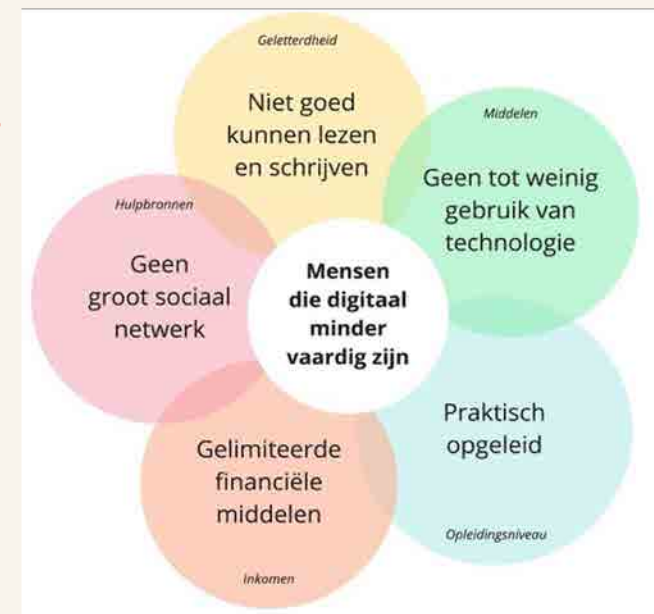 Geletterdheid
Niet goed
kunnen lezen
en schrijven
Middelen
Geen tot weinig
gebruik van
technologie
Hulpbronnen
Geen
groot sociaal
netwerk
Mensen
die digitaal
minder
vaardig zijn
Praktisch
opgeleid
Opleidingsniveau
Gelimiteerde
financiële
middelen
Inkomen